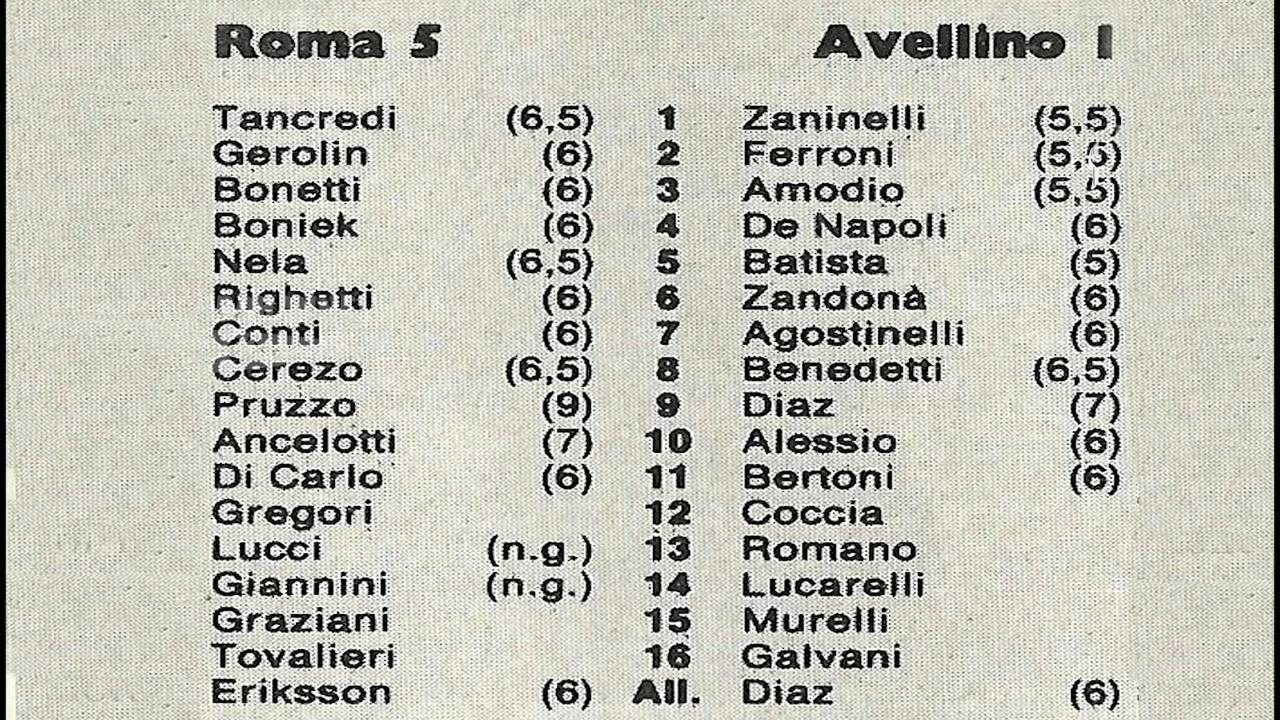 Roma 5 Avellino 1
Tancredi (6,5) 1 Zaninelli (5,5)
Gerolin (6) 2 Ferroni (5,5)
Bonetti (6) 3 Amodio (5,5)
Boniek (6) 4 De Napoli (6)
Nela (6,5) 5 Batista (5)
Righetti (6) 6 Zandonà (6)
Conti (6) 7 Agostinelli (6)
Cerezo (6,5) 8 Benedetti (6,5)
Pruzzo (9) 9 Diaz (7)
Ancelotti (7) 10 Alessio (6)
Di Carlo (6) 11 Bertoni (6)
Gregori 12 Coccia
Lucci (n.g.) 13 Romano
Giannini (n.g.) 14 Lucarelli
Graziani 15 Murelli
Tovalieri 16 Galvani
Eriksson (6) All. Diaz (6)